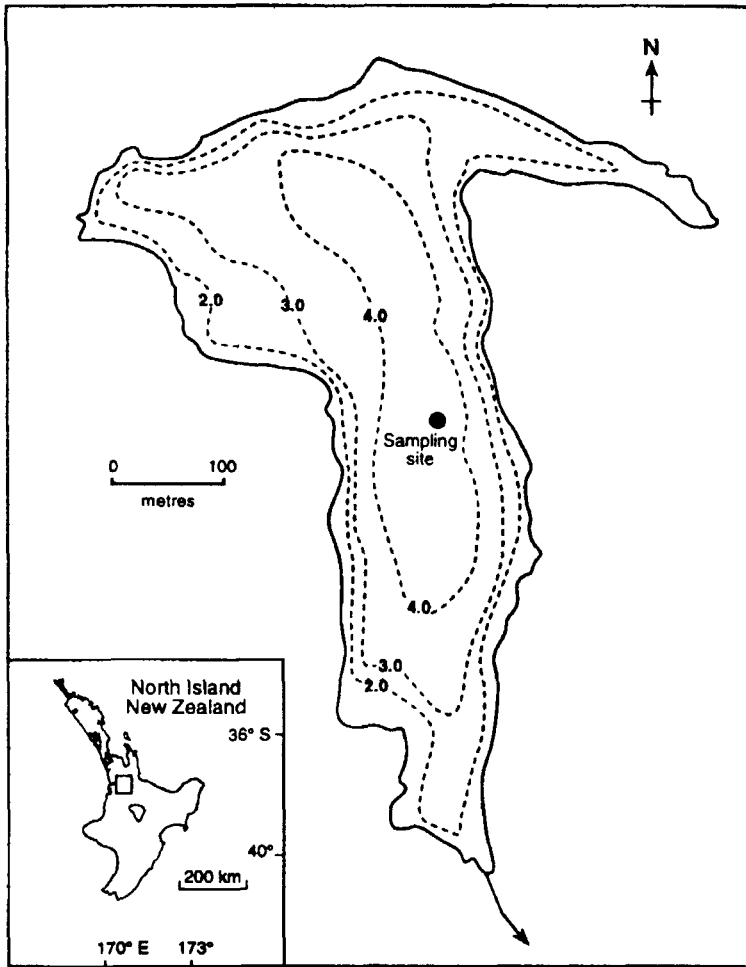 N
2.0
3.0
4.0
Sampling
site
0 100
metres
4.0
3.0
2.0
North Island
New Zealand
36° S
40°
200 km
170° E 173°